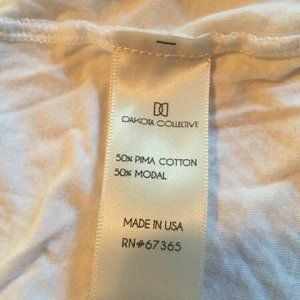 DAKOTA COLLECTIVE
50% PIMA COTTON
50% MODAL
MADE IN USA
RN#67365